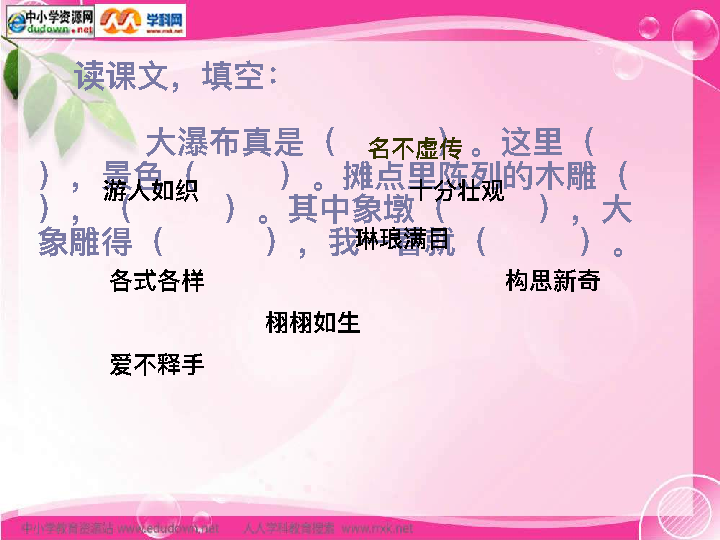 中小学资源网
dudown.net
学科网
www.nxk.net
读课文，填空：
大瀑布真是（名不虚传）。这里（
游人如织），景色（十分壮观）。摊点里陈列的木雕（
琳琅满目），（各式各样）。其中象墩（构思新奇），大
象雕得（栩栩如生），我一看就（爱不释手）。
中小学教育资源站 www.edudown.net 人人学科教育搜索 www.rrxk.net